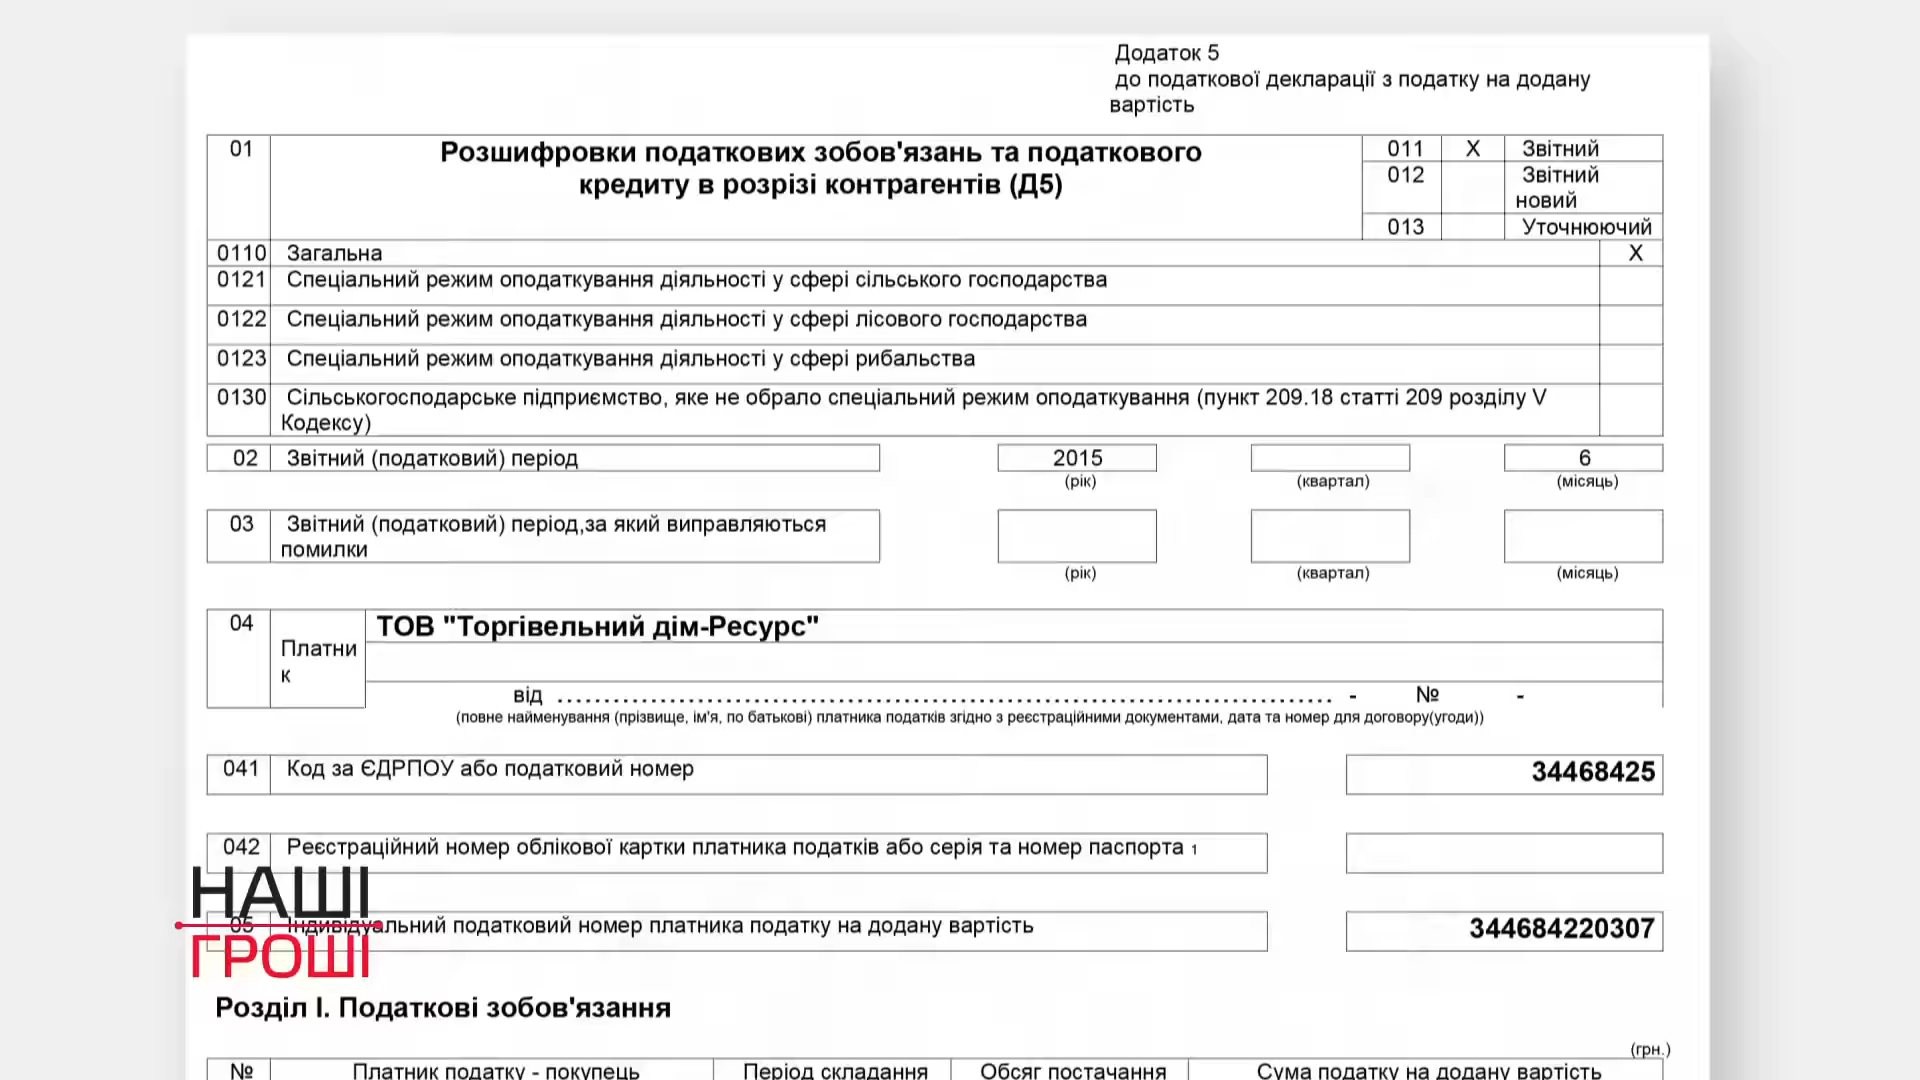 Додаток 5
до податкової декларації з податку на додану
вартість
01
Розшифровки податкових зобов'язань та податкового
кредиту в розрізі контрагентів (Д5)
011 X Звітний
012 Звітний
новий
013 Уточнюючий
0110 Загальна X
0121 Спеціальний режим оподаткування діяльності у сфері сільського господарства
0122 Спеціальний режим оподаткування діяльності у сфері лісового господарства
0123 Спеціальний режим оподаткування діяльності у сфері рибальства
0130 Сільськогосподарське підприємство, яке не обрало спеціальний режим оподаткування (пункт 209.18 статті 209 розділу V
Кодексу)
02 Звітний (податковий) період 2015 6
(рік) (квартал) (місяць)
03 Звітний (податковий) період,за який виправляються
помилки
(рік) (квартал) (місяць)
04 ТОВ "Торгівельний дім-Ресурс"
Платни
к
від ........................................................................ - № -
(повне найменування (прізвище, ім'я, по батькові) платника податків згідно з реєстраційними документами, дата та номер для договору(угоди))
041 Код за ЄДРПОУ або податковий номер 34468425
042 Реєстраційний номер облікової картки платника податків або серія та номер паспорта 1
НАШІ
05 Індивідуальний податковий номер платника податку на додану вартість 344684220307
ГРОШІ
Розділ I. Податкові зобов'язання
(грн.)
№ Платник податку - покупець Період складання Обсяг постачання Сума податку на додану вартість